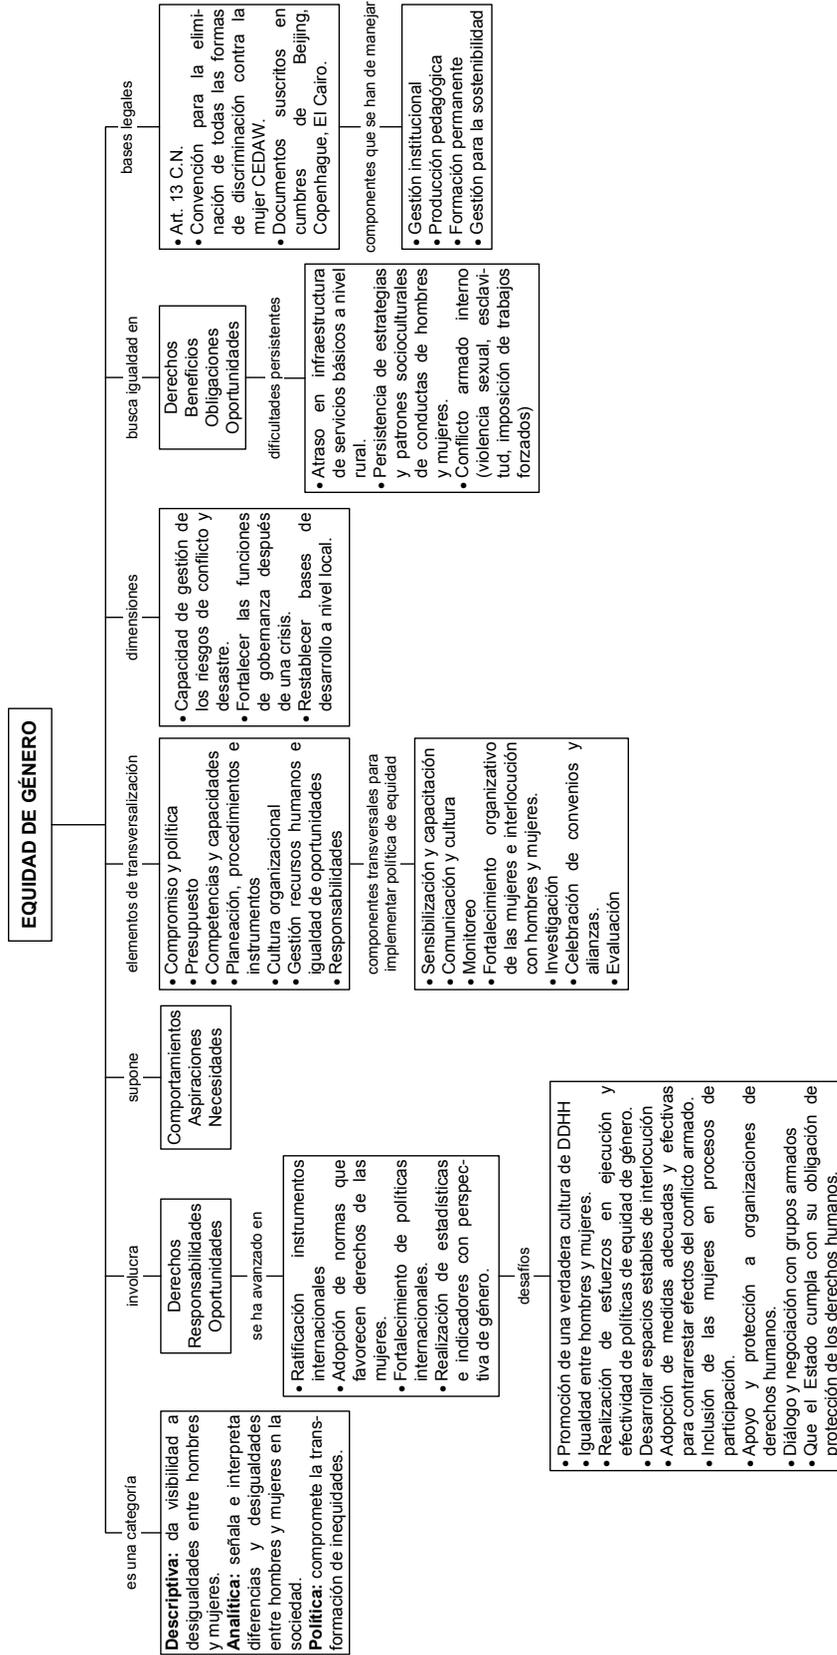 EQUIDAD DE GÉNERO
es una categoría
Descriptiva: da visibilidad a
desigualdades entre hombres
y mujeres.
Analítica: señala e interpreta
diferencias y desigualdades
entre hombres y mujeres en la
sociedad.
Política: compromete la trans-
formación de inequidades.
involucra
Derechos
Responsabilidades
Oportunidades
se ha avanzado en
• Ratificación instrumentos
internacionales
• Adopción de normas que
favorecen derechos de las
mujeres.
• Fortalecimiento de políticas
internacionales.
• Realización de estadísticas
e indicadores con perspec-
tiva de género.
desafíos
• Promoción de una verdadera cultura de DDHH
• Igualdad entre hombres y mujeres.
• Realización de esfuerzos en ejecución y
efectividad de políticas de equidad de género.
• Desarrollar espacios estables de interlocución
• Adopción de medidas adecuadas y efectivas
para contrarrestar efectos del conflicto armado.
• Inclusión de las mujeres en procesos de
participación.
• Apoyo y protección a organizaciones de
derechos humanos.
• Diálogo y negociación con grupos armados
• Que el Estado cumpla con su obligación de
protección de los derechos humanos.
supone
Comportamientos
Aspiraciones
Necesidades
elementos de transversalización
• Compromiso y política
• Presupuesto
• Competencias y capacidades
• Planeación, procedimientos e
instrumentos
• Cultura organizacional
• Gestión recursos humanos e
igualdad de oportunidades
• Responsabilidades
componentes transversales para
implementar política de equidad
• Sensibilización y capacitación
• Comunicación y cultura
• Monitoreo
• Fortalecimiento organizativo
de las mujeres e interlocución
con hombres y mujeres.
• Investigación
• Celebración de convenios y
alianzas.
• Evaluación
dimensiones
• Capacidad de gestión de
los riesgos de conflicto y
desastre.
• Fortalecer las funciones
de gobernanza después
de una crisis.
• Restablecer bases de
desarrollo a nivel local.
busca igualdad en
Derechos
Beneficios
Obligaciones
Oportunidades
dificultades persistentes
• Atraso en infraestructura
de servicios básicos a nivel
rural.
• Persistencia de estrategias
y patrones socioculturales
de conductas de hombres
y mujeres.
• Conflicto armado interno
(violencia sexual, esclavi-
tud, imposición de trabajos
forzados)
bases legales
• Art. 13 C.N.
• Convención para la elimi-
nación de todas las formas
de discriminación contra la
mujer CEDAW.
• Documentos suscritos en
cumbres de Beijing,
Copenhague, El Cairo.
componentes que se han de manejar
• Gestión institucional
• Producción pedagógica
• Formación permanente
• Gestión para la sostenibilidad